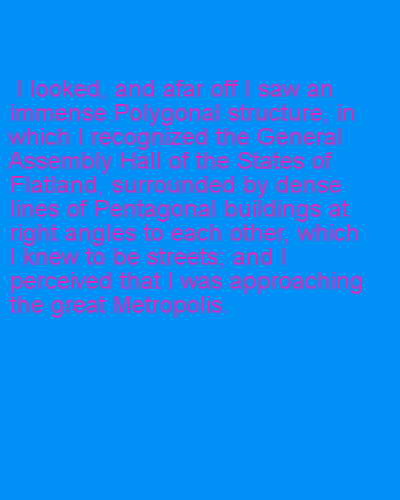 I looked, and afar off I saw an
immense Polygonal structure, in
which I recognized the General
Assembly Hall of the States of
Flatland, surrounded by dense
lines of Pentagonal buildings at
right angles to each other, which
I knew to be streets; and I
perceived that I was approaching
the great Metropolis.